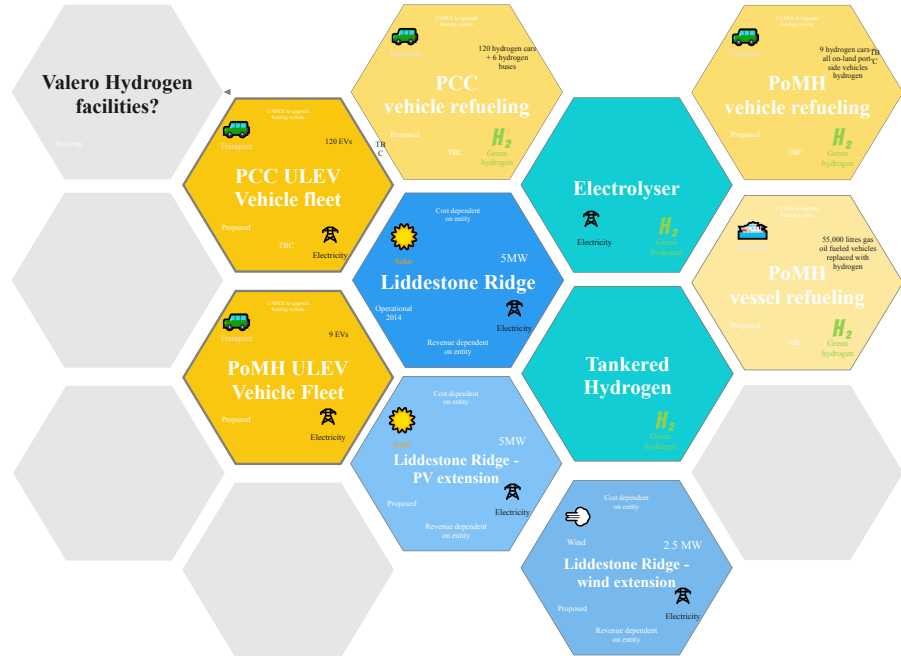 Valero Hydrogen
facilities?
Existing
CAPEX to upgrade
heating system
120 hydrogen cars
+ 6 hydrogen
buses
PCC
vehicle refueling
Proposed
TBC
H2
Green
hydrogen
CAPEX to upgrade
heating system
9 hydrogen cars -
all on-land port-
side vehicles
hydrogen
TB
C
PoMH
vehicle refueling
Proposed
TBC
H2
Green
hydrogen
CAPEX to upgrade
heating system
Transport
120 EVs
TB
C
PCC ULEV
Vehicle fleet
Proposed
TBC
Electricity
Electrolyser
Electricity
H2
Green
hydrogen
Cost dependent
on entity
Solar
5MW
Liddestone Ridge
Operational
2014
Electricity
Revenue dependent
on entity
CAPEX to upgrade
heating system
55,000 litres gas
oil fueled vehicles
replaced with
hydrogen
PoMH
vessel refueling
Proposed
TBC
H2
Green
hydrogen
CAPEX to upgrade
heating system
Transport
9 EVs
PoMH ULEV
Vehicle Fleet
Proposed
Electricity
Tankered
Hydrogen
H2
Green
hydrogen
Cost dependent
on entity
Solar
5MW
Liddestone Ridge -
PV extension
Proposed
Electricity
Revenue dependent
on entity
Cost dependent
on entity
Wind
2.5 MW
Liddestone Ridge -
wind extension
Proposed
Electricity
Revenue dependent
on entity